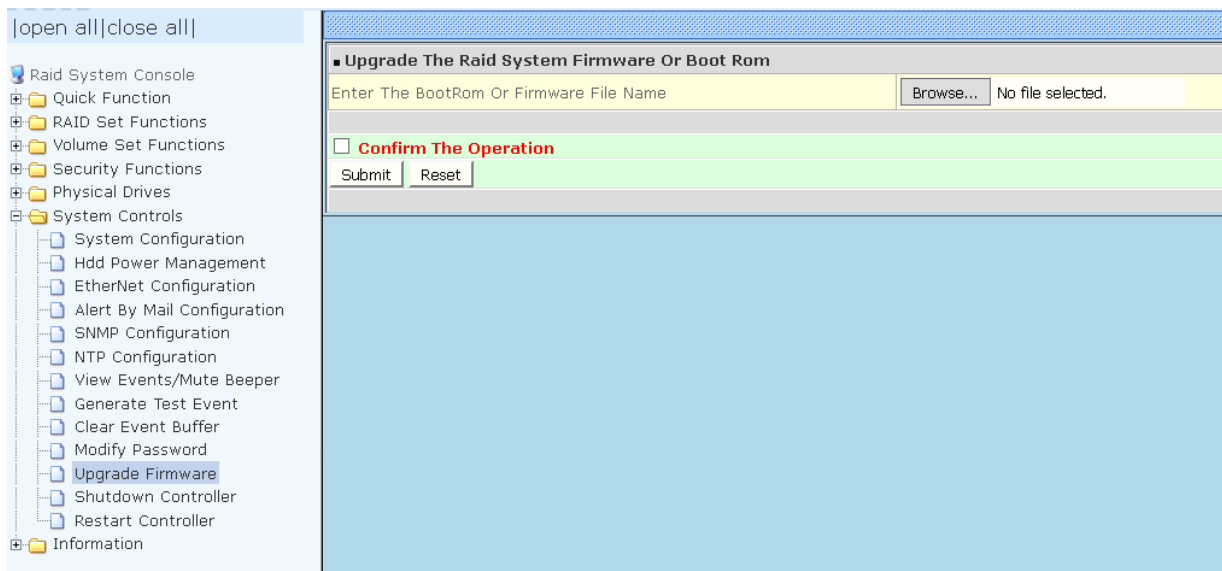 |open all|close all|
Raid System Console
Quick Function
RAID Set Functions
Volume Set Functions
Security Functions
Physical Drives
System Controls
System Configuration
Hdd Power Management
EtherNet Configuration
Alert By Mail Configuration
SNMP Configuration
NTP Configuration
View Events/Mute Beeper
Generate Test Event
Clear Event Buffer
Modify Password
Upgrade Firmware
Shutdown Controller
Restart Controller
Information
Upgrade The Raid System Firmware Or Boot Rom
Enter The BootRom Or Firmware File Name Browse... No file selected.
Confirm The Operation
Submit Reset